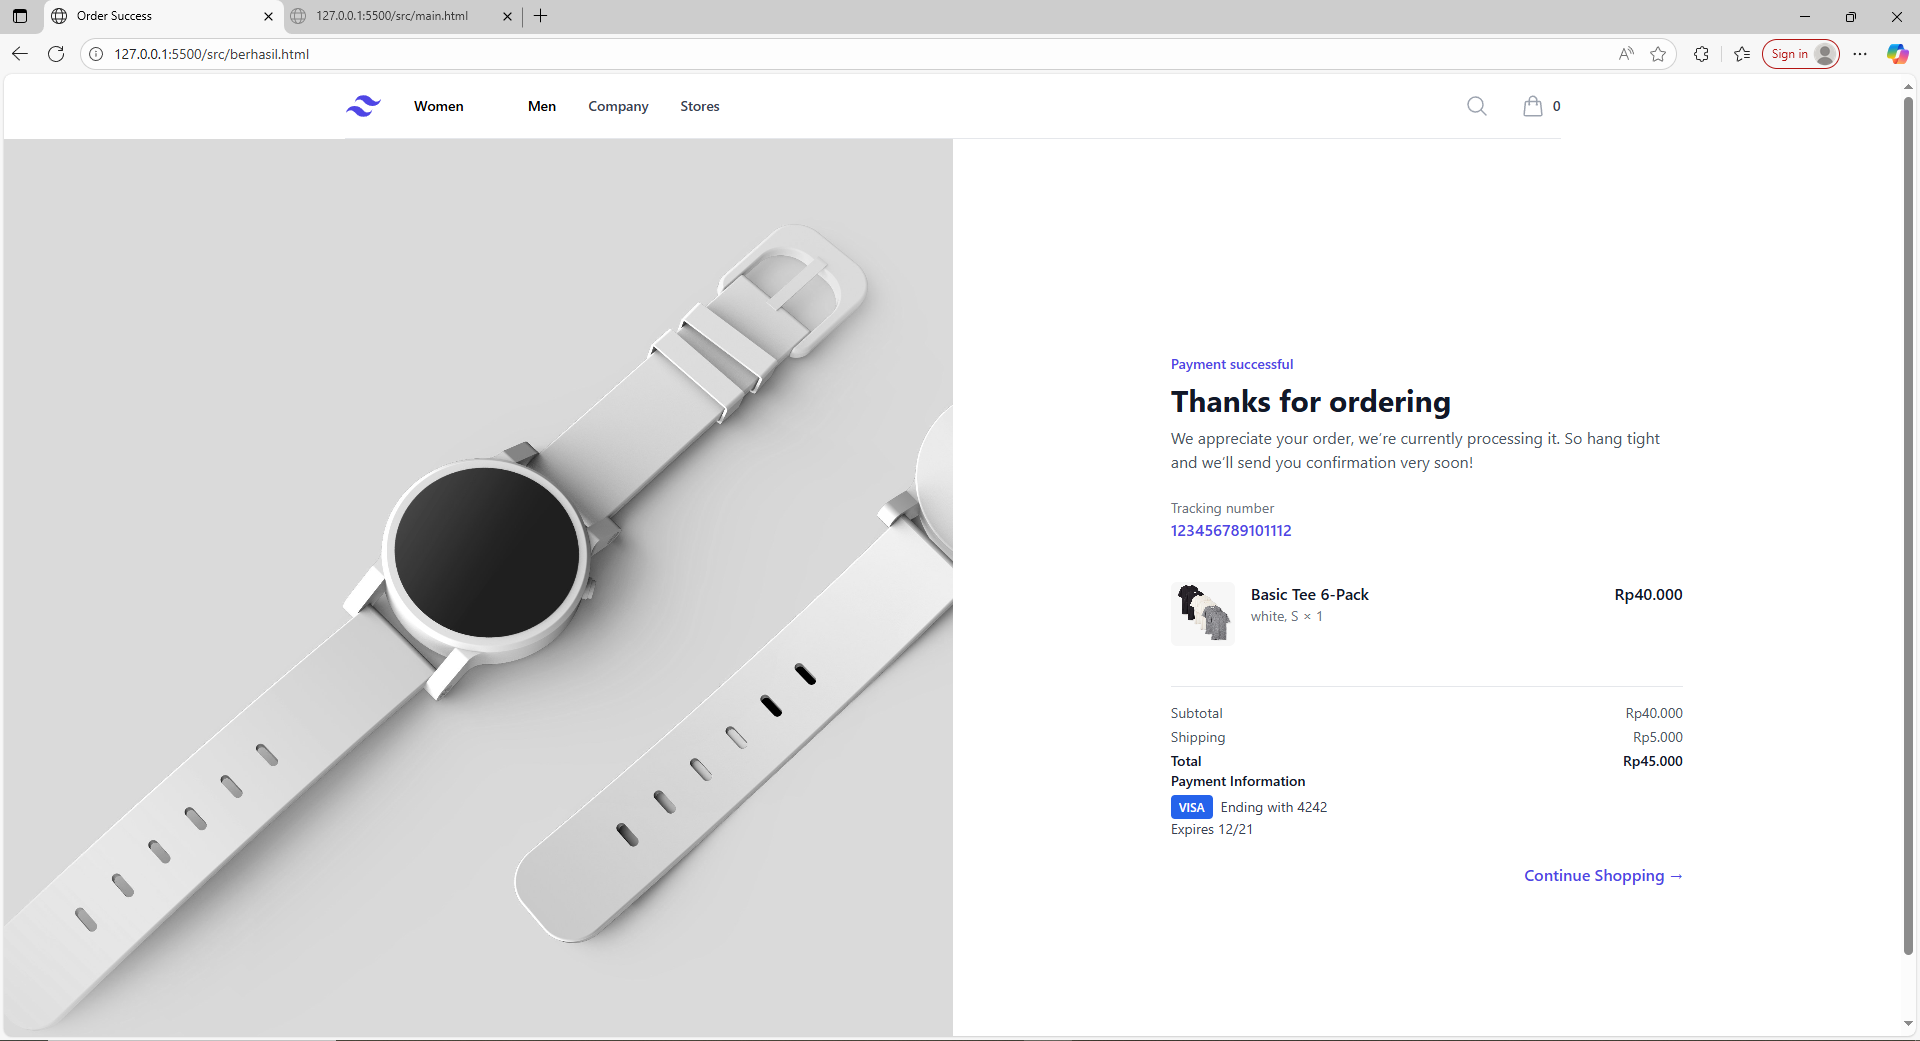 Order Success
127.0.0.1:5500/src/main.html
127.0.0.1:5500/src/berhasil.html
Sign in
Women Men Company Stores
0
Payment successful
Thanks for ordering
We appreciate your order, we’re currently processing it. So hang tight
and we’ll send you confirmation very soon!
Tracking number
123456789101112
Basic Tee 6-Pack Rp40.000
white, S × 1
Subtotal Rp40.000
Shipping Rp5.000
Total Rp45.000
Payment Information
VISA Ending with 4242
Expires 12/21
Continue Shopping →